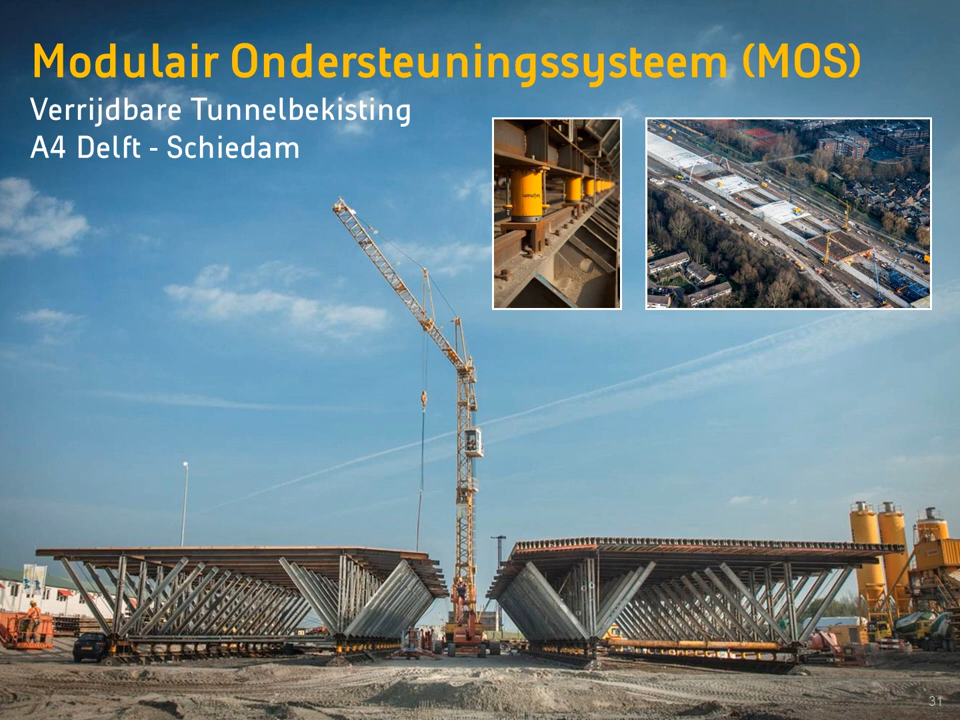 Modulair Ondersteuningssysteem (MOS)
Verrijdbare Tunnelbekisting
A4 Delft - Schiedam
31